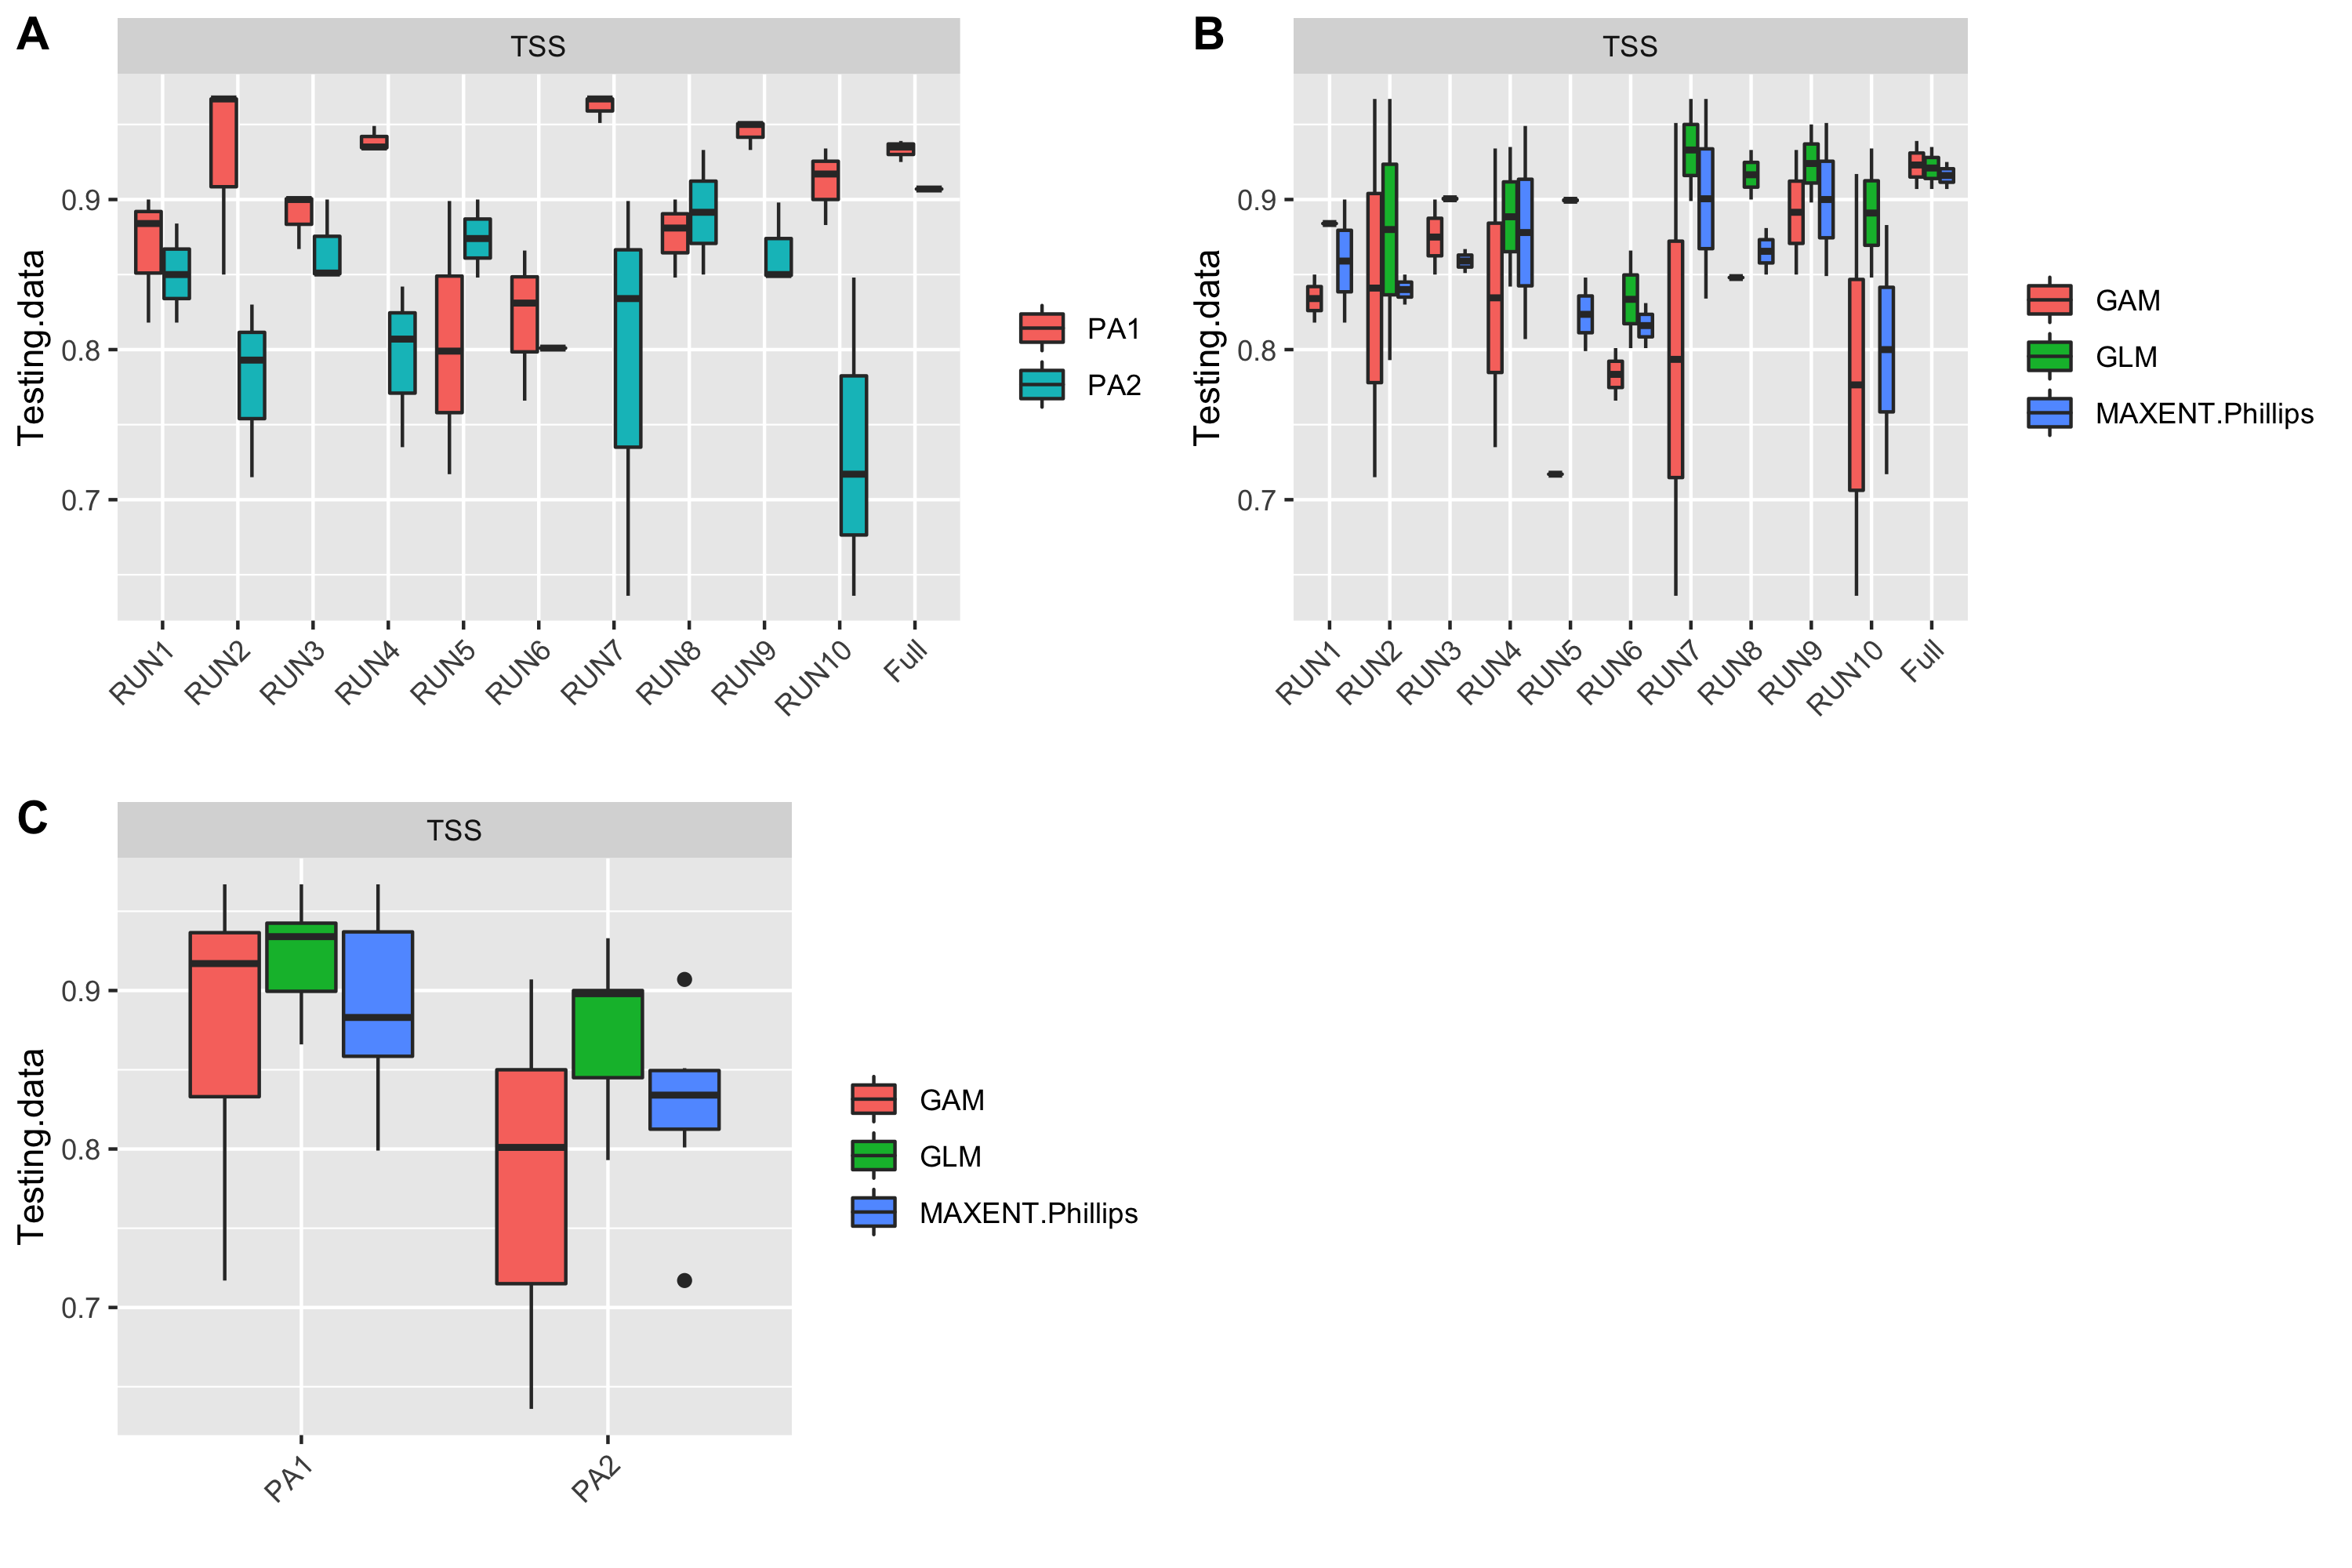 A
TSS
Testing.data
0.9
0.8
0.7
RUN1
RUN2
RUN3
RUN4
RUN5
RUN6
RUN7
RUN8
RUN9
RUN10
Full
PA1
PA2
B
TSS
Testing.data
0.9
0.8
0.7
RUN1
RUN2
RUN3
RUN4
RUN5
RUN6
RUN7
RUN8
RUN9
RUN10
Full
GAM
GLM
MAXENT.Phillips
C
TSS
Testing.data
0.9
0.8
0.7
PA1
PA2
GAM
GLM
MAXENT.Phillips